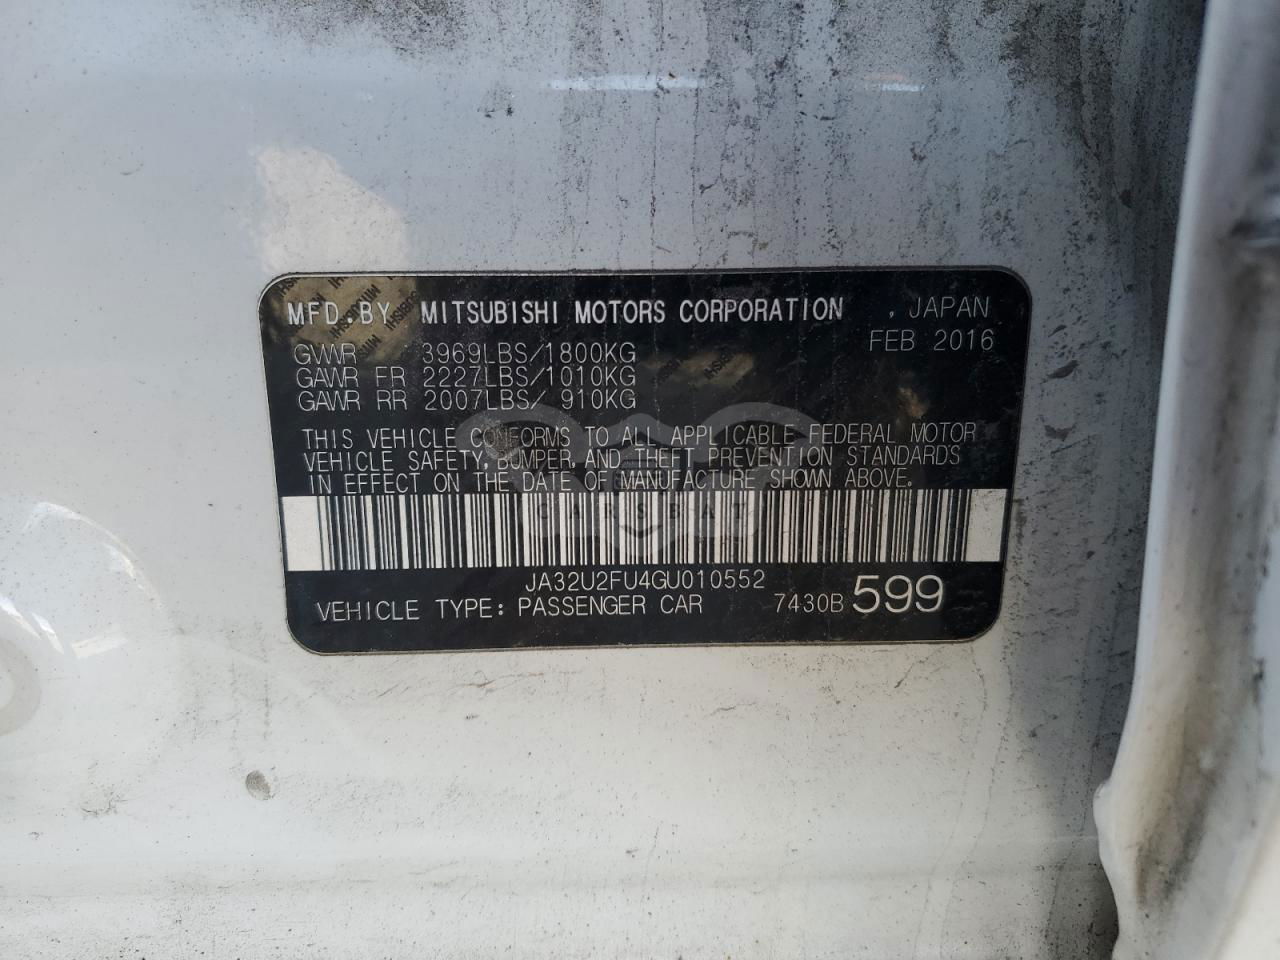 MFD.BY MITSUBISHI MOTORS CORPORATION , JAPAN
FEB 2016
GVWR 3969LBS/1800KG
GAWR FR 2227LBS/1010KG
GAWR RR 2007LBS/ 910KG
THIS VEHICLE CONFORMS TO ALL APPLICABLE FEDERAL MOTOR
VEHICLE SAFETY, BUMPER, AND THEFT PREVENTION STANDARDS
IN EFFECT ON THE DATE OF MANUFACTURE SHOWN ABOVE.
CARSBAT
JA32U2FU4GU010552
VEHICLE TYPE: PASSENGER CAR 7430B 599